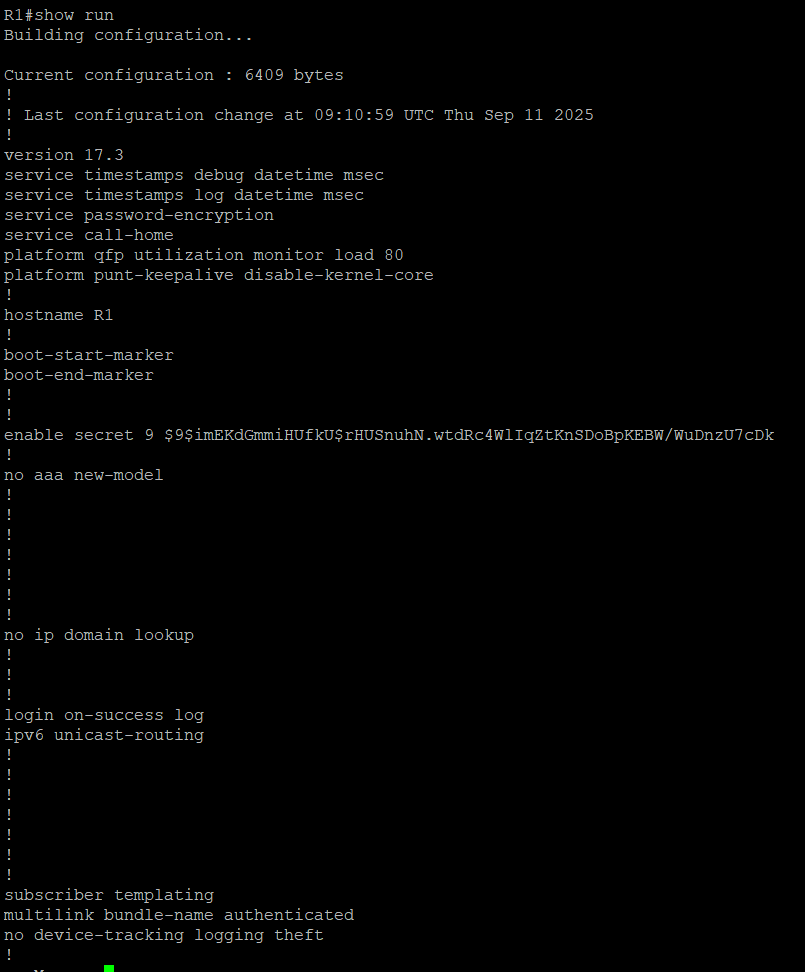 R1#show run
Building configuration...
Current configuration : 6409 bytes
!
! Last configuration change at 09:10:59 UTC Thu Sep 11 2025
!
version 17.3
service timestamps debug datetime msec
service timestamps log datetime msec
service password-encryption
service call-home
platform qfp utilization monitor load 80
platform punt-keepalive disable-kernel-core
!
hostname R1
!
boot-start-marker
boot-end-marker
!
!
enable secret 9 $9$imEKdGmmiHUfkU$rHUSnuhN.wtdRc4WlIqZtKnSDoBpKEBW/WuDnzU7cDk
!
no aaa new-model
!
!
!
!
!
!
!
no ip domain lookup
!
!
!
login on-success log
ipv6 unicast-routing
!
!
!
!
!
!
!
subscriber templating
multilink bundle-name authenticated
no device-tracking logging theft
!